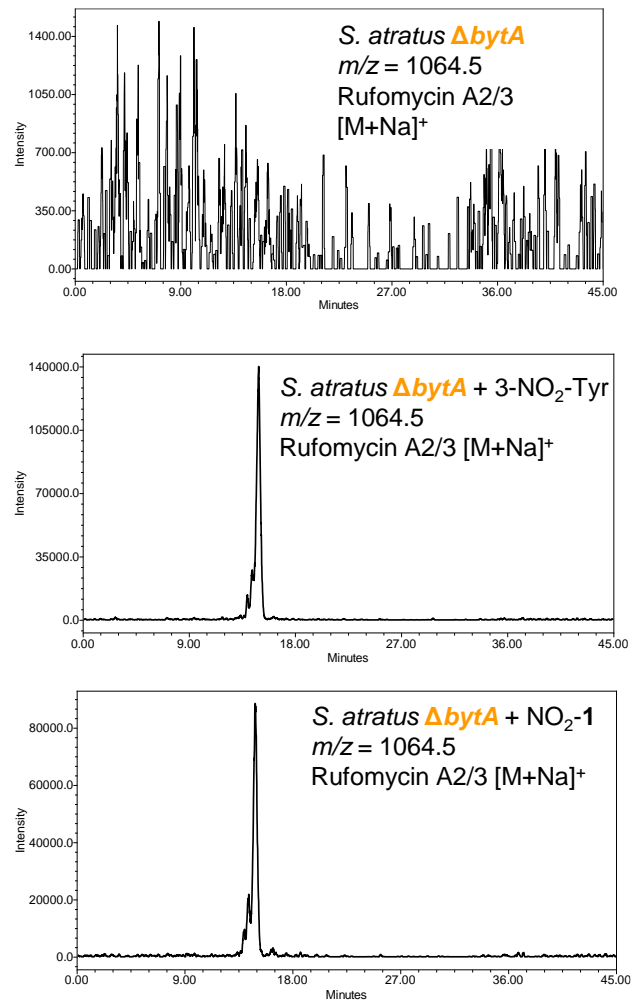 1400.00
1050.00
700.00
350.00
0.00
Intensity
S. atratus ΔbytA
m/z = 1064.5
Rufomycin A2/3
[M+Na]⁺
0.00 9.00 18.00 27.00 36.00 45.00
Minutes
140000.0
105000.0
70000.0
35000.0
0.0
Intensity
S. atratus ΔbytA + 3-NO₂-Tyr
m/z = 1064.5
Rufomycin A2/3 [M+Na]⁺
0.00 9.00 18.00 27.00 36.00 45.00
Minutes
80000.0
60000.0
40000.0
20000.0
0.0
Intensity
S. atratus ΔbytA + NO₂-1
m/z = 1064.5
Rufomycin A2/3 [M+Na]⁺
0.00 9.00 18.00 27.00 36.00 45.00
Minutes